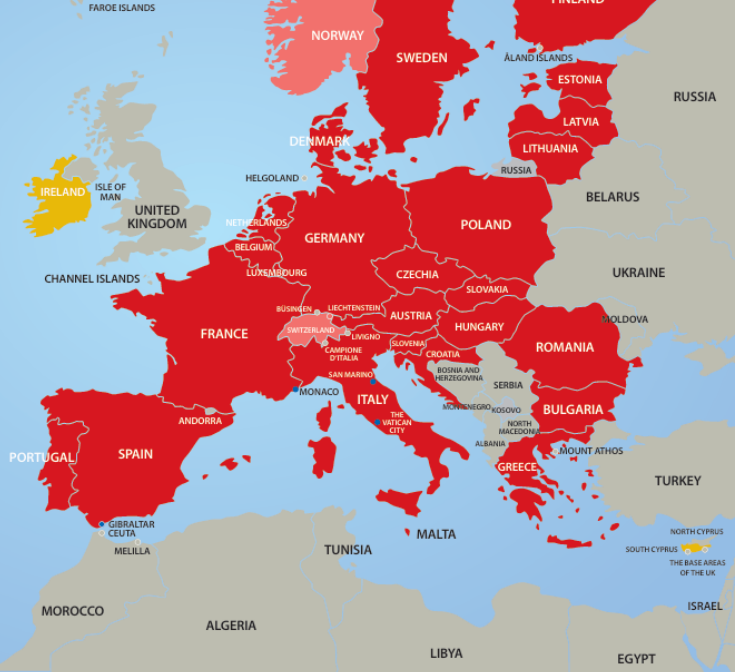 FINLAND
FAROE ISLANDS
NORWAY
SWEDEN
ÅLAND ISLANDS
ESTONIA
RUSSIA
LATVIA
DENMARK
LITHUANIA
RUSSIA
HELGOLAND
IRELAND
ISLE OF
MAN
BELARUS
UNITED
KINGDOM
NETHERLANDS
POLAND
GERMANY
BELGIUM
LUXEMBOURG
CZECHIA
UKRAINE
CHANNEL ISLANDS
SLOVAKIA
BÜSINGEN
LIECHTENSTEIN
AUSTRIA
MOLDOVA
SWITZERLAND
HUNGARY
FRANCE
LIVIGNO
SLOVENIA
ROMANIA
CAMPIONE
D'ITALIA
CROATIA
SAN MARINO
BOSNIA AND
HERZEGOVINA
SERBIA
MONACO
ITALY
MONTENEGRO
KOSOVO
BULGARIA
ANDORRA
THE
VATICAN
CITY
NORTH
MACEDONIA
ALBANIA
MOUNT ATHOS
PORTUGAL
SPAIN
GREECE
TURKEY
GIBRALTAR
CEUTA
MELILLA
MALTA
NORTH CYPRUS
TUNISIA
SOUTH CYPRUS
THE BASE AREAS
OF THE UK
MOROCCO
ISRAEL
ALGERIA
LIBYA
EGYPT